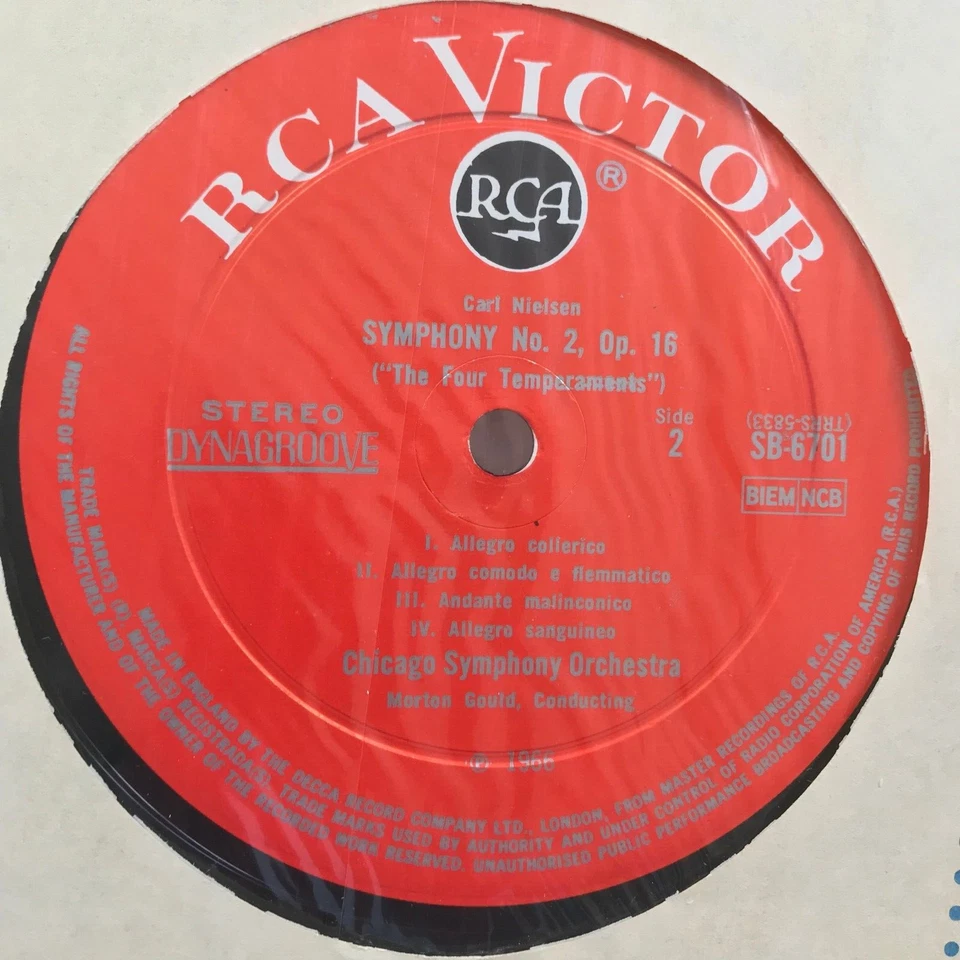 RCA VICTOR
RCA
®
Carl Nielsen
SYMPHONY No. 2, Op. 16
("The Four Temperaments")
STEREO
DYNAGROOVE
Side
2
(TRRS-5833)
SB-6701
BIEM NCB
I. Allegro collerico
II. Allegro comodo e flemmatico
III. Andante malinconico
IV. Allegro sanguineo
Chicago Symphony Orchestra
Morton Gould, Conducting
℗ 1966
MADE IN ENGLAND BY THE DECCA RECORD COMPANY LTD., LONDON, FROM MASTER RECORDINGS OF R.C.A.
TRADE MARK(S) (R). MARCA(S) REGISTRADA(S). TRADE MARKS USED BY AUTHORITY AND UNDER CONTROL OF RADIO CORPORATION OF AMERICA (R.C.A.)
ALL RIGHTS OF THE MANUFACTURER AND OF THE OWNER OF THE RECORDED WORK RESERVED. UNAUTHORISED PUBLIC PERFORMANCE BROADCASTING AND COPYING OF THIS RECORD PROHIBITED